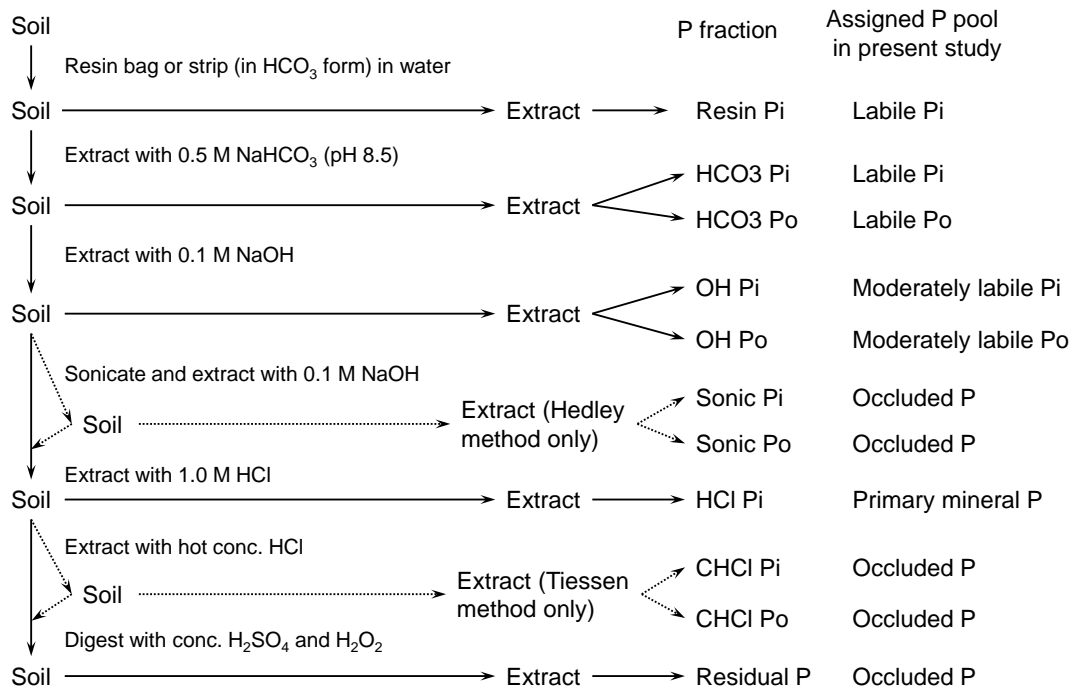 Soil
P fraction
Assigned P pool
in present study
Resin bag or strip (in HCO₃ form) in water
Soil Extract Resin Pi Labile Pi
Extract with 0.5 M NaHCO₃ (pH 8.5)
HCO3 Pi Labile Pi
Soil Extract
HCO3 Po Labile Po
Extract with 0.1 M NaOH
OH Pi Moderately labile Pi
Soil Extract
OH Po Moderately labile Po
Sonicate and extract with 0.1 M NaOH
Sonic Pi Occluded P
Soil
Extract (Hedley
method only)
Sonic Po Occluded P
Extract with 1.0 M HCl
Soil Extract HCl Pi Primary mineral P
Extract with hot conc. HCl
CHCl Pi Occluded P
Soil
Extract (Tiessen
method only)
CHCl Po Occluded P
Digest with conc. H₂SO₄ and H₂O₂
Soil Extract Residual P Occluded P